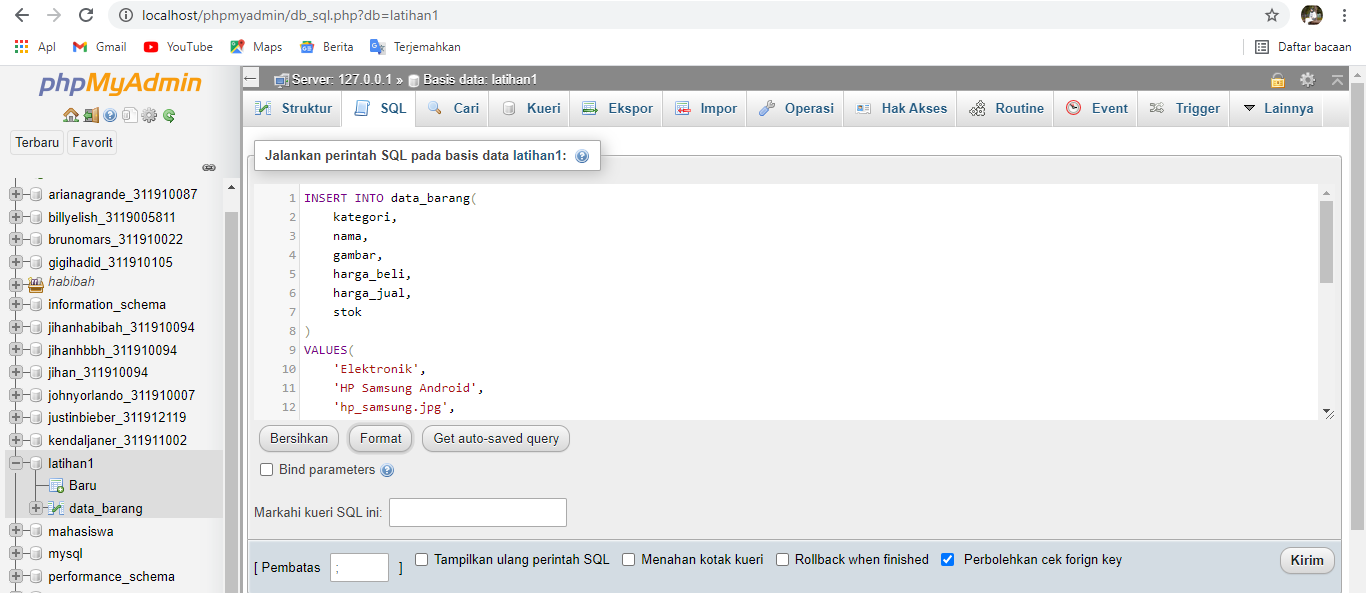 localhost/phpmyadmin/db_sql.php?db=latihan1
Apl Gmail YouTube Maps Berita Terjemahkan Daftar bacaan
phpMyAdmin
Terbaru Favorit
arianagrande_311910087
billyelish_3119005811
brunomars_311910022
gigihadid_311910105
habibah
information_schema
jihanhabibah_311910094
jihanhbbh_311910094
jihan_311910094
johnyorlando_311910007
justinbieber_311912119
kendaljaner_311911002
latihan1
Baru
data_barang
mahasiswa
mysql
performance_schema
Server: 127.0.0.1 » Basis data: latihan1
Struktur SQL Cari Kueri Ekspor Impor Operasi Hak Akses Routine Event Trigger Lainnya
Jalankan perintah SQL pada basis data latihan1:
1 INSERT INTO data_barang(
2 kategori,
3 nama,
4 gambar,
5 harga_beli,
6 harga_jual,
7 stok
8 )
9 VALUES(
10 'Elektronik',
11 'HP Samsung Android',
12 'hp_samsung.jpg',
Bersihkan Format Get auto-saved query
Bind parameters
Markahi kueri SQL ini:
[ Pembatas ; ] Tampilkan ulang perintah SQL Menahan kotak kueri Rollback when finished Perbolehkan cek forign key Kirim